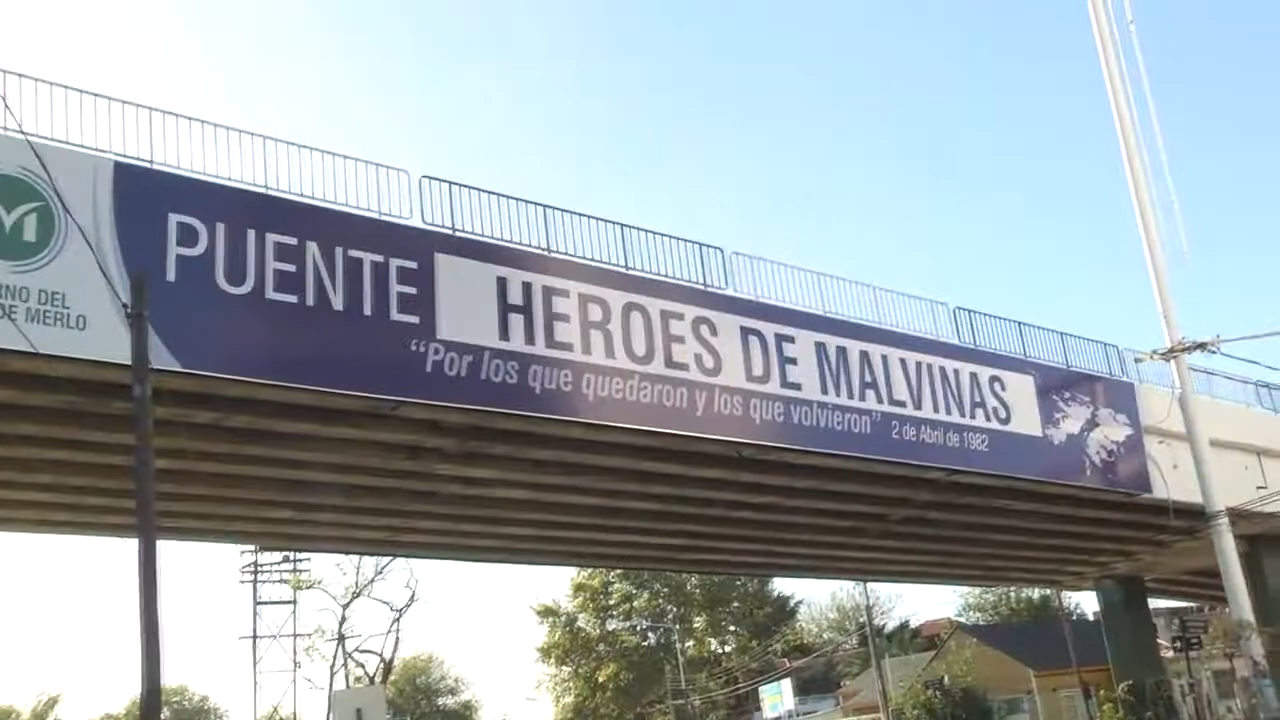 RNO DEL
DE MERLO
PUENTE HEROES DE MALVINAS
“Por los que quedaron y los que volvieron” 2 de Abril de 1982